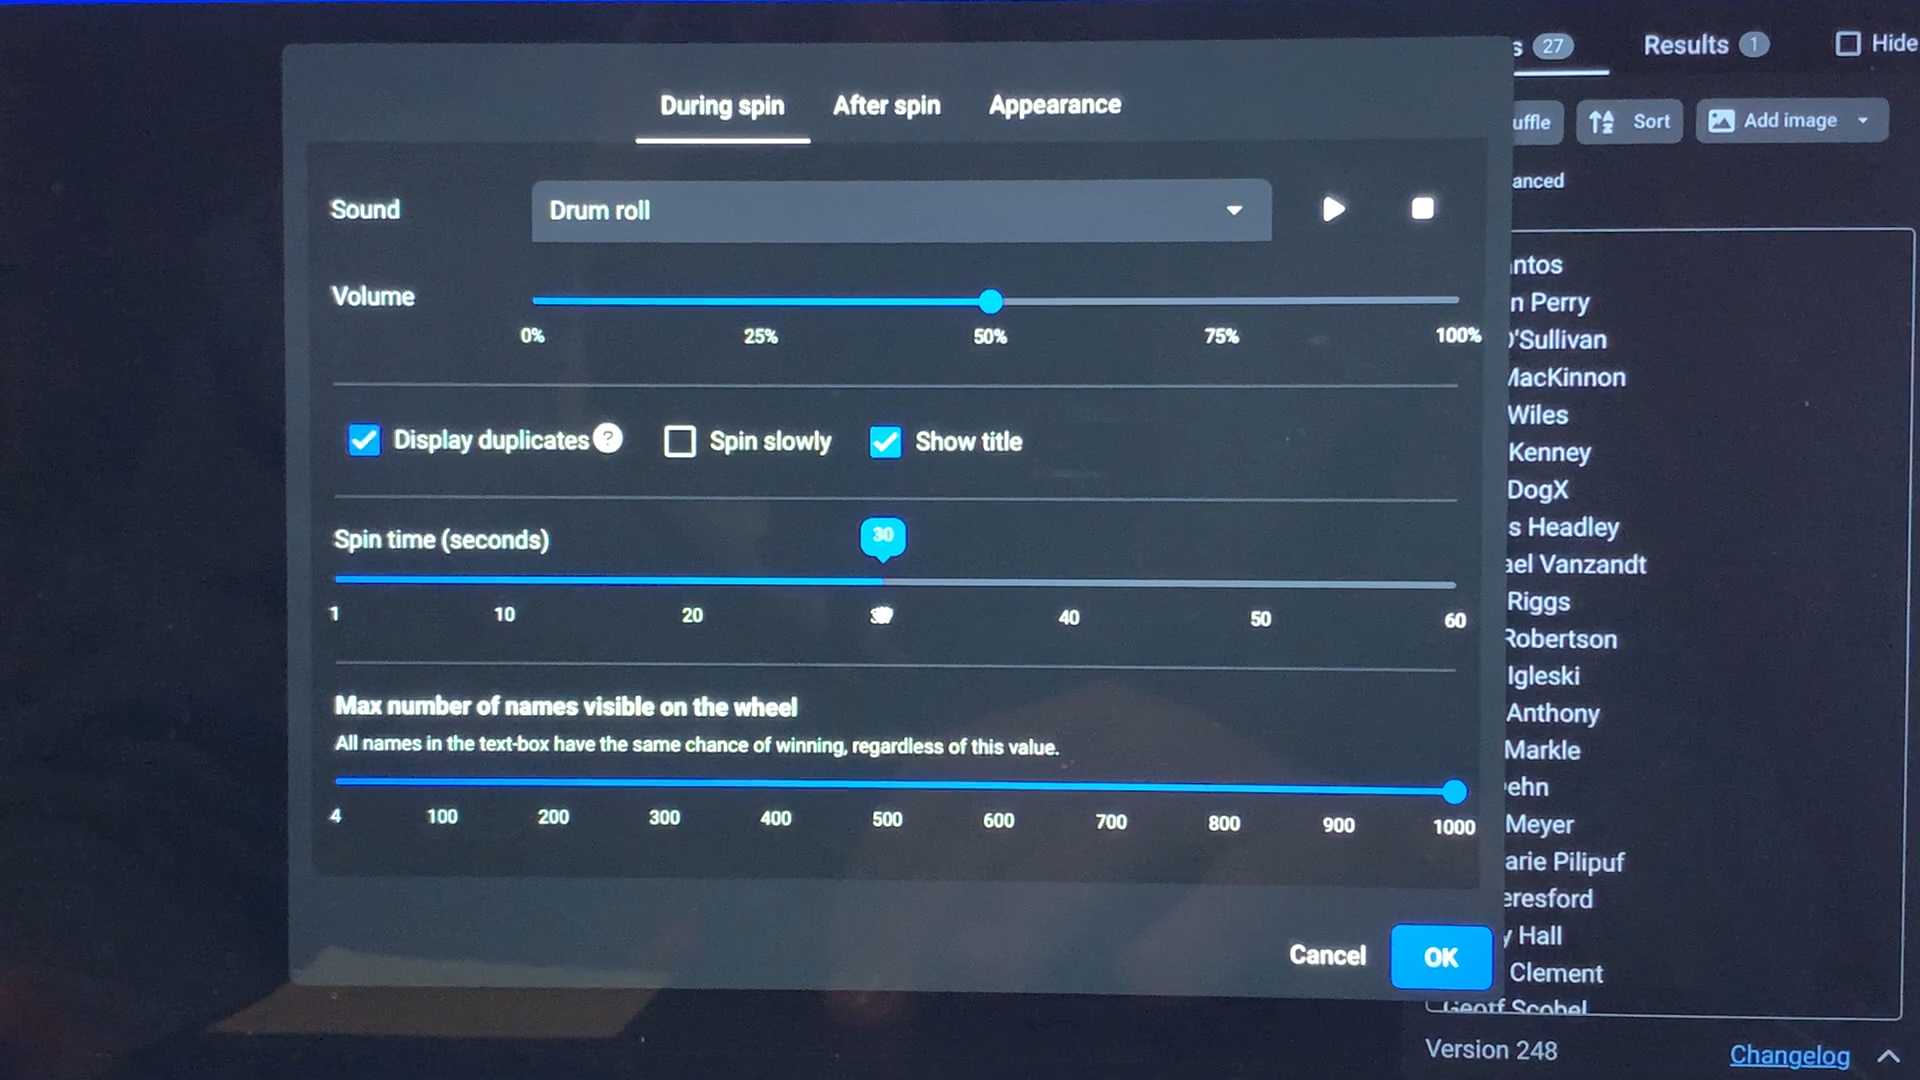 During spin After spin Appearance
Sound Drum roll
Volume
0% 25% 50% 75% 100%
Display duplicates ? Spin slowly Show title
Spin time (seconds) 30
1 10 20 40 50 60
Max number of names visible on the wheel
All names in the text-box have the same chance of winning, regardless of this value.
4 100 200 300 400 500 600 700 800 900 1000
Cancel OK
s 27 Results 1 Hide
uffle Sort Add image
anced
ntos
n Perry
O'Sullivan
MacKinnon
Wiles
Kenney
DogX
s Headley
ael Vanzandt
Riggs
Robertson
Igleski
Anthony
Markle
ehn
Meyer
arie Pilipuf
eresford
y Hall
Clement
Geoff Scobel
Version 248 Changelog